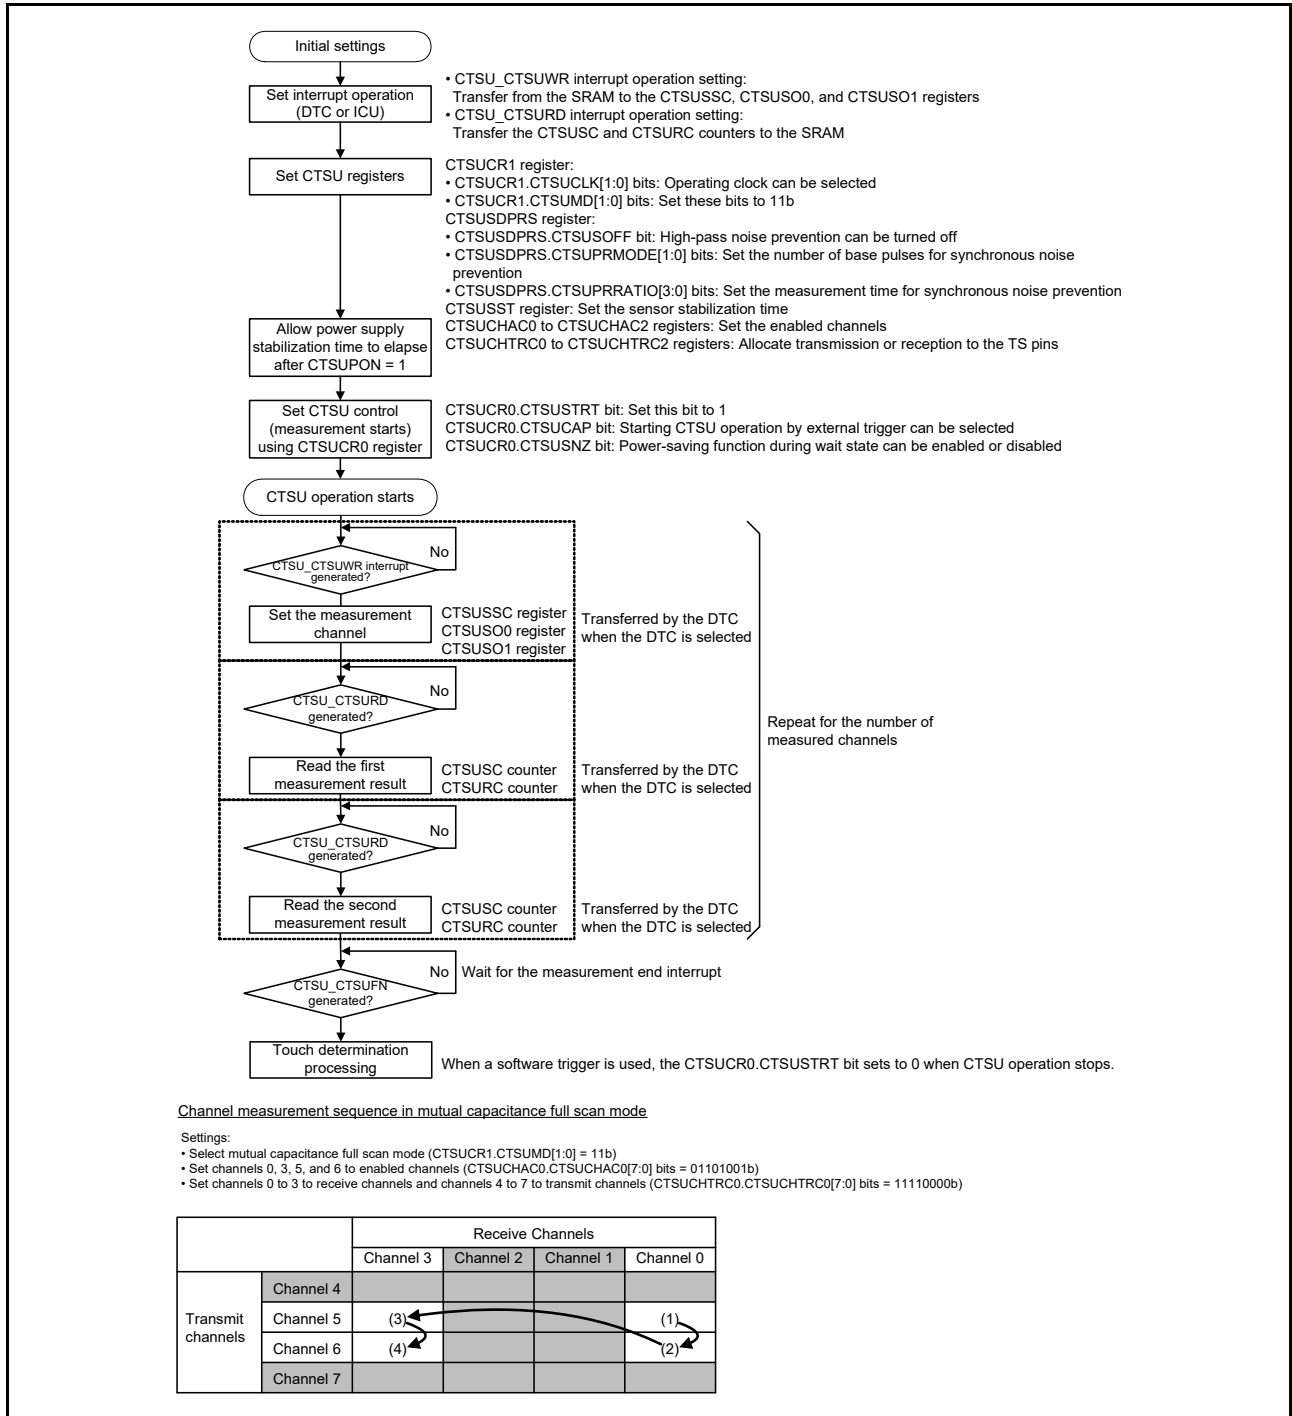 Initial settings
Set interrupt operation
(DTC or ICU)
• CTSU_CTSUWR interrupt operation setting:
Transfer from the SRAM to the CTSUSSC, CTSUSO0, and CTSUSO1 registers
• CTSU_CTSURD interrupt operation setting:
Transfer the CTSUSC and CTSURC counters to the SRAM
Set CTSU registers
CTSUCR1 register:
• CTSUCR1.CTSUCLK[1:0] bits: Operating clock can be selected
• CTSUCR1.CTSUMD[1:0] bits: Set these bits to 11b
CTSUSDPRS register:
• CTSUSDPRS.CTSUSOFF bit: High-pass noise prevention can be turned off
• CTSUSDPRS.CTSUPRMODE[1:0] bits: Set the number of base pulses for synchronous noise
prevention
• CTSUSDPRS.CTSUPRRATIO[3:0] bits: Set the measurement time for synchronous noise prevention
CTSUSST register: Set the sensor stabilization time
CTSUCHAC0 to CTSUCHAC2 registers: Set the enabled channels
CTSUCHTRC0 to CTSUCHTRC2 registers: Allocate transmission or reception to the TS pins
Allow power supply
stabilization time to elapse
after CTSUPON = 1
Set CTSU control
(measurement starts)
using CTSUCR0 register
CTSUCR0.CTSUSTRT bit: Set this bit to 1
CTSUCR0.CTSUCAP bit: Starting CTSU operation by external trigger can be selected
CTSUCR0.CTSUSNZ bit: Power-saving function during wait state can be enabled or disabled
CTSU operation starts
No
CTSU_CTSUWR interrupt
generated?
Set the measurement
channel
CTSUSSC register
CTSUSO0 register
CTSUSO1 register
Transferred by the DTC
when the DTC is selected
No
CTSU_CTSURD
generated?
Repeat for the number of
measured channels
Read the first
measurement result
CTSUSC counter
CTSURC counter
Transferred by the DTC
when the DTC is selected
No
CTSU_CTSURD
generated?
Read the second
measurement result
CTSUSC counter
CTSURC counter
Transferred by the DTC
when the DTC is selected
No
Wait for the measurement end interrupt
CTSU_CTSUFN
generated?
Touch determination
processing
When a software trigger is used, the CTSUCR0.CTSUSTRT bit sets to 0 when CTSU operation stops.
Channel measurement sequence in mutual capacitance full scan mode
Settings:
• Select mutual capacitance full scan mode (CTSUCR1.CTSUMD[1:0] = 11b)
• Set channels 0, 3, 5, and 6 to enabled channels (CTSUCHAC0.CTSUCHAC0[7:0] bits = 01101001b)
• Set channels 0 to 3 to receive channels and channels 4 to 7 to transmit channels (CTSUCHTRC0.CTSUCHTRC0[7:0] bits = 11110000b)
Receive Channels
Channel 3 Channel 2 Channel 1 Channel 0
Transmit
channels
Channel 4
Channel 5 (3) (1)
Channel 6 (4) (2)
Channel 7